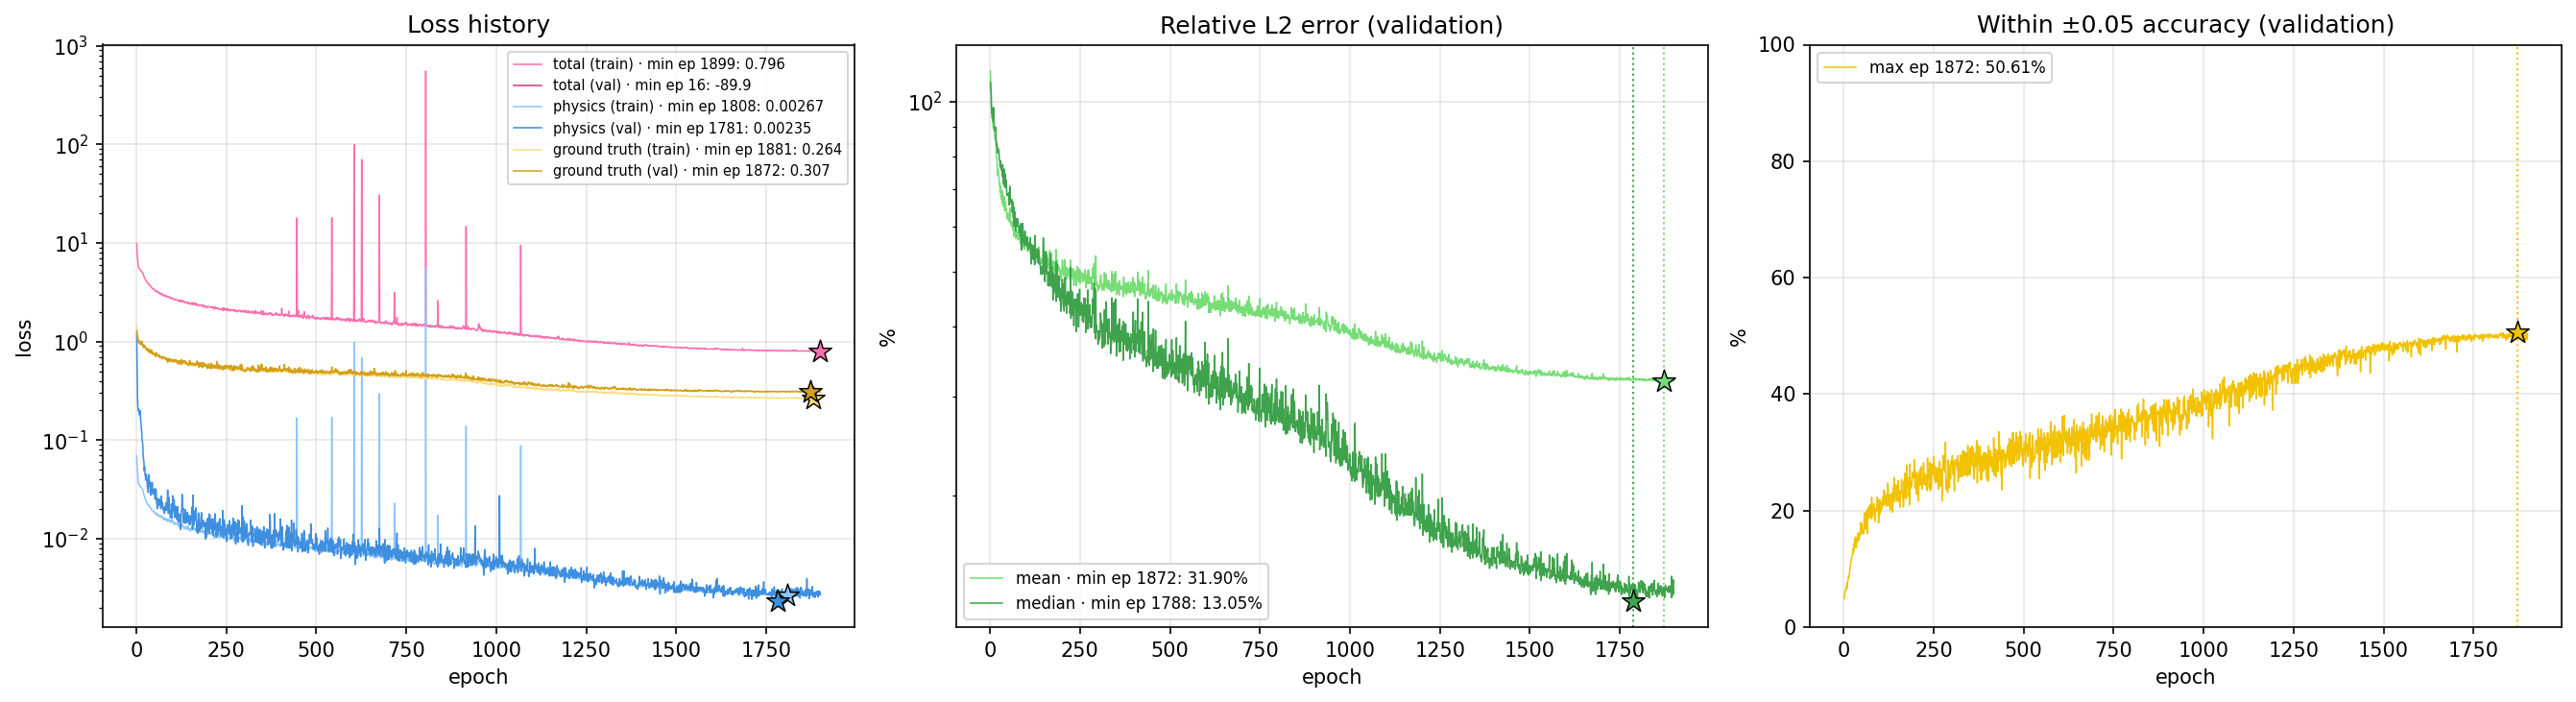 Loss history
loss
10³
10²
10¹
10⁰
10⁻¹
10⁻²
total (train) · min ep 1899: 0.796
total (val) · min ep 16: -89.9
physics (train) · min ep 1808: 0.00267
physics (val) · min ep 1781: 0.00235
ground truth (train) · min ep 1881: 0.264
ground truth (val) · min ep 1872: 0.307
0 250 500 750 1000 1250 1500 1750
epoch
Relative L2 error (validation)
%
10²
mean · min ep 1872: 31.90%
median · min ep 1788: 13.05%
0 250 500 750 1000 1250 1500 1750
epoch
Within ±0.05 accuracy (validation)
%
100
80
60
40
20
0
max ep 1872: 50.61%
0 250 500 750 1000 1250 1500 1750
epoch